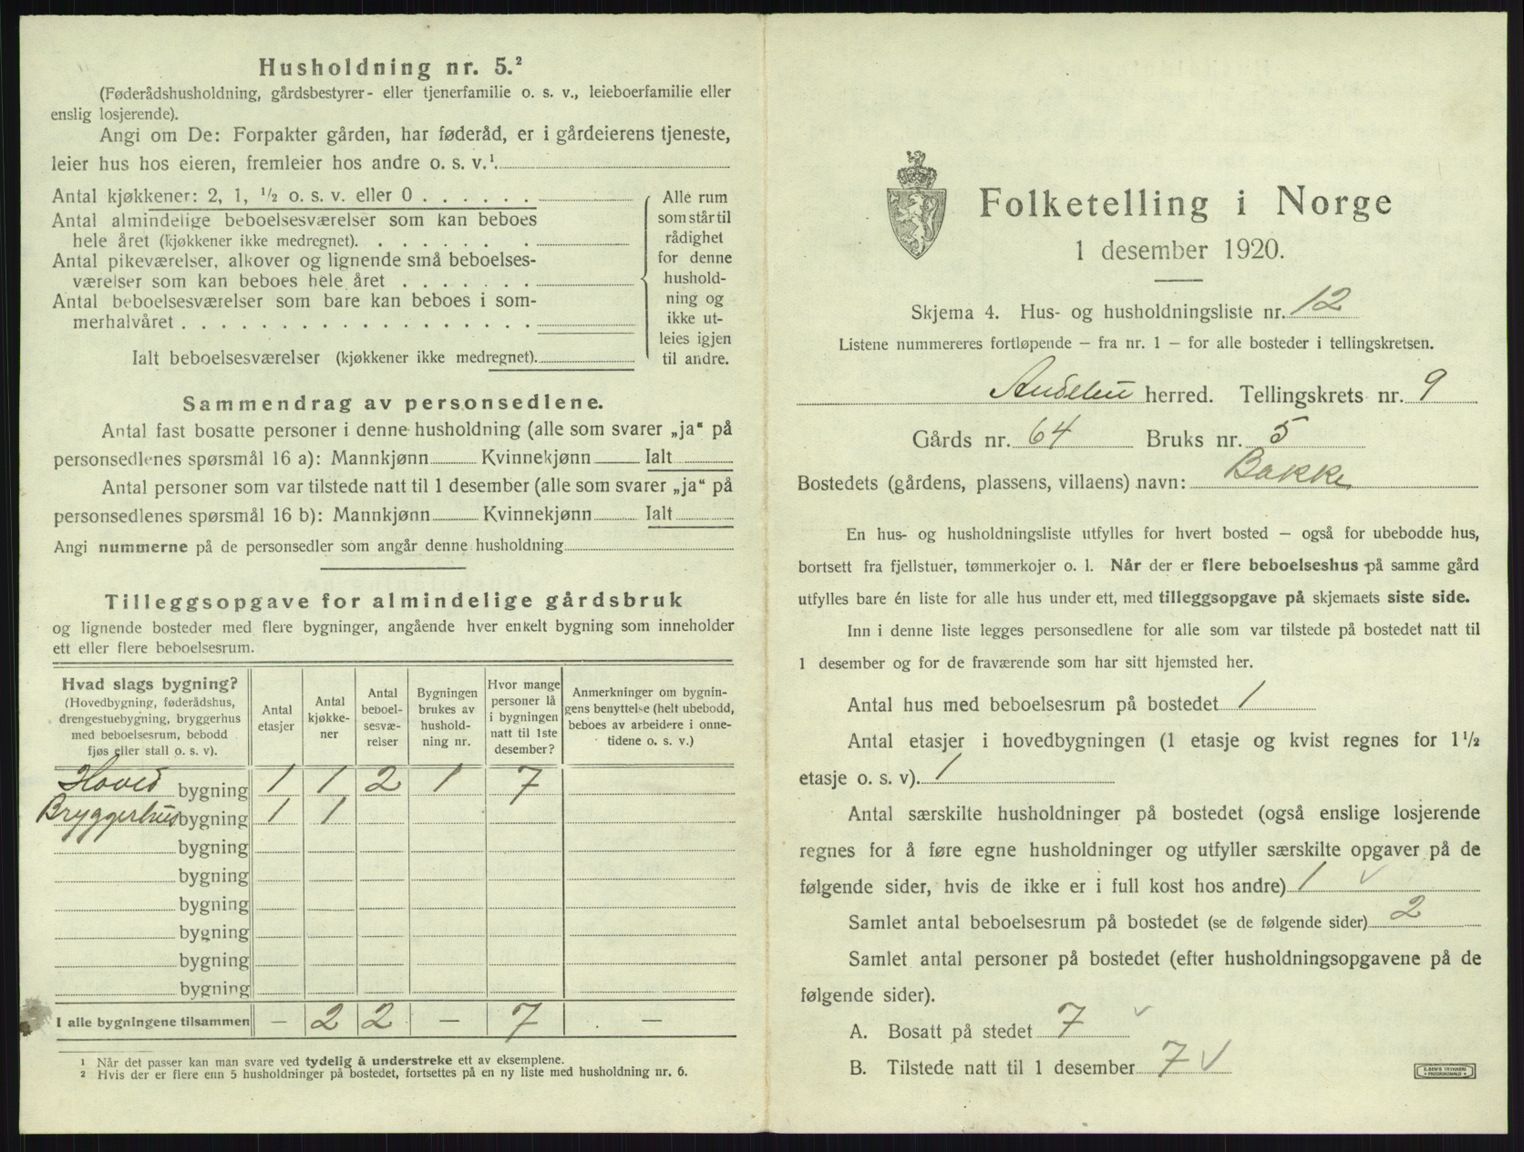 Husholdning nr. 5.²
(Føderådshusholdning, gårdsbestyrer- eller tjenerfamilie o. s. v., leieboerfamilie eller
enslig losjerende).
Angi om De: Forpakter gården, har føderåd, er i gårdeierens tjeneste,
leier hus hos eieren, fremleier hos andre o. s. v.¹.
Antal kjøkkener: 2, 1, ½ o. s. v. eller 0 . . . . . .
Antal almindelige beboelsesværelser som kan beboes
hele året (kjøkkener ikke medregnet). . . . . . . .
Antal pikeværelser, alkover og lignende små beboelses-
værelser som kan beboes hele året . . . . . . .
Antal beboelsesværelser som bare kan beboes i som-
merhalvåret . . . . . . . . . . . . . . . . . .
Ialt beboelsesværelser (kjøkkener ikke medregnet).
Alle rum
som står til
rådighet
for denne
hushold-
ning og
ikke ut-
leies igjen
til andre.
Sammendrag av personsedlene.
Antal fast bosatte personer i denne husholdning (alle som svarer „ja“ på
personsedlenes spørsmål 16 a): Mannkjønn Kvinnekjønn Ialt
Antal personer som var tilstede natt til 1 desember (alle som svarer „ja“ på
personsedlenes spørsmål 16 b): Mannkjønn Kvinnekjønn Ialt
Angi nummerne på de personsedler som angår denne husholdning
Tilleggsopgave for almindelige gårdsbruk
og lignende bosteder med flere bygninger, angående hver enkelt bygning som inneholder
ett eller flere beboelsesrum.
Hvad slags bygning?
(Hovedbygning, føderådshus,
drengestuebygning, bryggerhus
med beboelsesrum, bebodd
fjøs eller stall o. s. v).
Antal
etasjer
Antal
kjøkke-
ner
Antal
beboel-
sesvæ-
relser
Bygningen
brukes av
hushold-
ning nr.
Hvor mange
personer lå
i bygningen
natt til 1ste
desember?
Anmerkninger om bygnin-
gens benyttelse (helt ubebodd,
beboes av arbeidere i onne-
tidene o. s. v.)
Hoved bygning 1 1 2 1 7
Bryggerhus bygning 1 1
bygning
bygning
bygning
bygning
bygning
bygning
I alle bygningene tilsammen — 2 2 — 7 —
1 Når det passer kan man svare ved tydelig å understreke ett av eksemplene.
2 Hvis der er flere enn 5 husholdninger på bostedet, fortsettes på en ny liste med husholdning nr. 6.
Folketelling i Norge
1 desember 1920.
Skjema 4. Hus- og husholdningsliste nr. 12
Listene nummereres fortløpende — fra nr. 1 — for alle bosteder i tellingskretsen.
herred. Tellingskrets nr. 9
Gårds nr. 64 Bruks nr. 5
Bostedets (gårdens, plassens, villaens) navn: Bakke
En hus- og husholdningsliste utfylles for hvert bosted — også for ubebodde hus,
bortsett fra fjellstuer, tømmerkojer o. l. Når der er flere beboelseshus på samme gård
utfylles bare én liste for alle hus under ett, med tilleggsopgave på skjemaets siste side.
Inn i denne liste legges personsedlene for alle som var tilstede på bostedet natt til
1 desember og for de fraværende som har sitt hjemsted her.
Antal hus med beboelsesrum på bostedet 1
Antal etasjer i hovedbygningen (1 etasje og kvist regnes for 1½
etasje o. s. v). 1
Antal særskilte husholdninger på bostedet (også enslige losjerende
regnes for å føre egne husholdninger og utfyller særskilte opgaver på de
følgende sider, hvis de ikke er i full kost hos andre) 1 ✓
Samlet antal beboelsesrum på bostedet (se de følgende sider) 2
Samlet antal personer på bostedet (efter husholdningsopgavene på de
følgende sider).
A. Bosatt på stedet 7 ✓
B. Tilstede natt til 1 desember 7 ✓